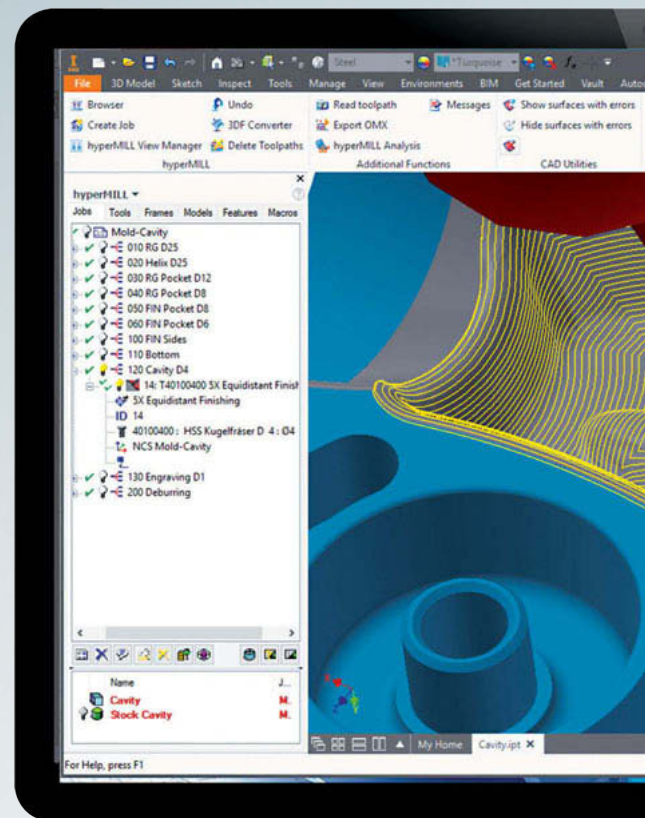 Steel *Turquoise
File 3D Model Sketch Inspect Tools Manage View Environments BIM Get Started Vault
Browser Undo Read toolpath Messages Show surfaces with errors
Create Job 3DF Converter Export OMX Hide surfaces with errors
hyperMILL View Manager Delete Toolpaths hyperMILL Analysis
hyperMILL Additional Functions CAD Utilities
hyperMILL
Jobs Tools Frames Models Features Macros
Mold-Cavity
010 RG D25
020 Helix D25
030 RG Pocket D12
040 RG Pocket D8
050 FIN Pocket D8
060 FIN Pocket D6
100 FIN Sides
110 Bottom
120 Cavity D4
14: T40100400 5X Equidistant Finish
5X Equidistant Finishing
ID 14
40100400: HSS Kugelfräser D 4: Ø4
NCS Mold-Cavity
130 Engraving D1
200 Deburring
Name J...
Cavity M.
Stock Cavity M.
My Home Cavity.ipt
For Help, press F1